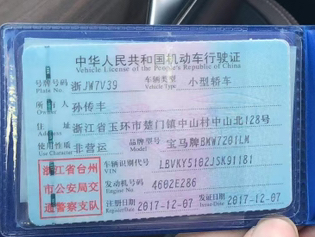 中华人民共和国机动车行驶证
Vehicle License of the People's Republic of China
号牌号码 浙JW7V39 车辆类型 小型轿车
Plate No. Vehicle Type
所有人 孙传丰
Owner
住址 浙江省玉环市楚门镇中山村中山北128号
Address
使用性质 非营运 品牌型号 宝马牌BMW7201LM
Use Character Model
浙江省台州
市公安局交
通警察支队
车辆识别代号
VIN
发动机号码 4602E286
Engine No.
注册日期 2017-12-07 发证日期 2017-12-07
Register Date Issue Date